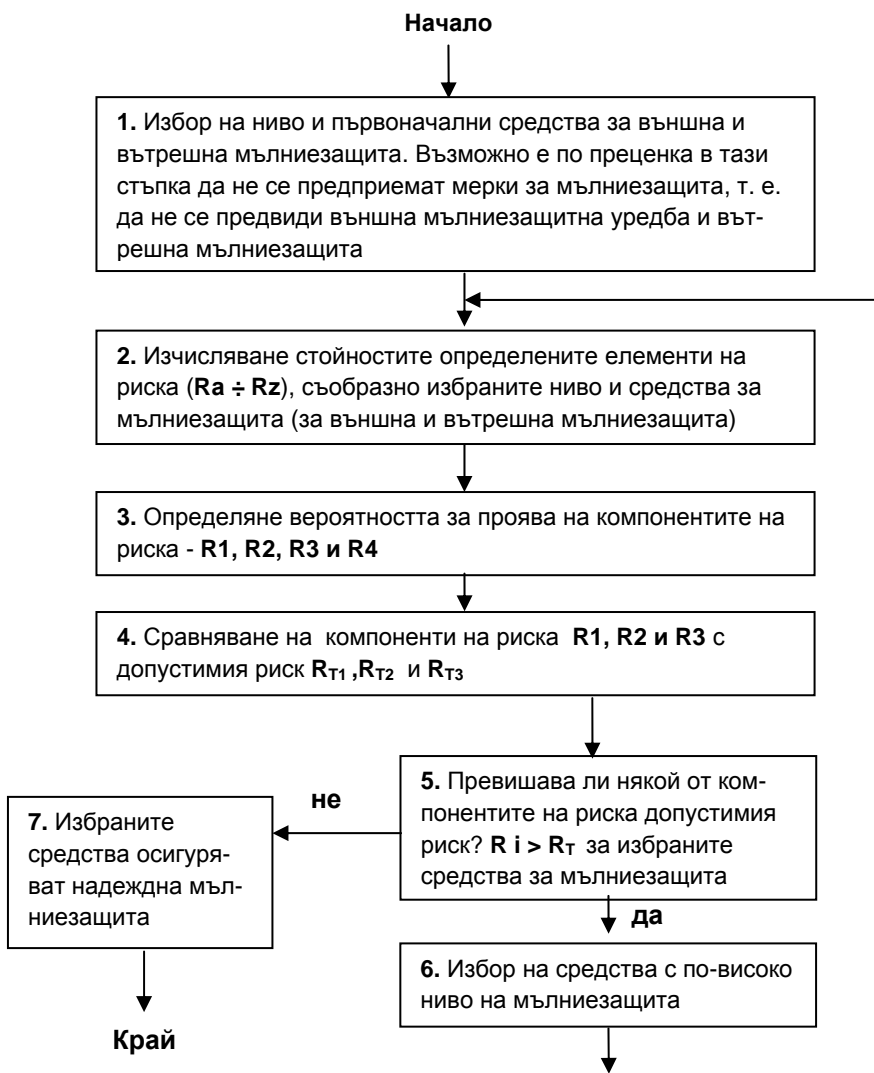 Начало
1. Избор на ниво и първоначални средства за външна и
вътрешна мълниезащита. Възможно е по преценка в тази
стъпка да не се предприемат мерки за мълниезащита, т. е.
да не се предвиди външна мълниезащитна уредба и вът-
решна мълниезащита
2. Изчисляване стойностите определените елементи на
риска (Ra ÷ Rz), съобразно избраните ниво и средства за
мълниезащита (за външна и вътрешна мълниезащита)
3. Определяне вероятността за проява на компонентите на
риска - R1, R2, R3 и R4
4. Сравняване на компоненти на риска R1, R2 и R3 с
допустимия риск RT1 ,RT2 и RT3
5. Превишава ли някой от ком-
понентите на риска допустимия
риск? R i > RT за избраните
средства за мълниезащита
не
7. Избраните
средства осигуря-
ват надеждна мъл-
ниезащита
да
6. Избор на средства с по-високо
ниво на мълниезащита
Край